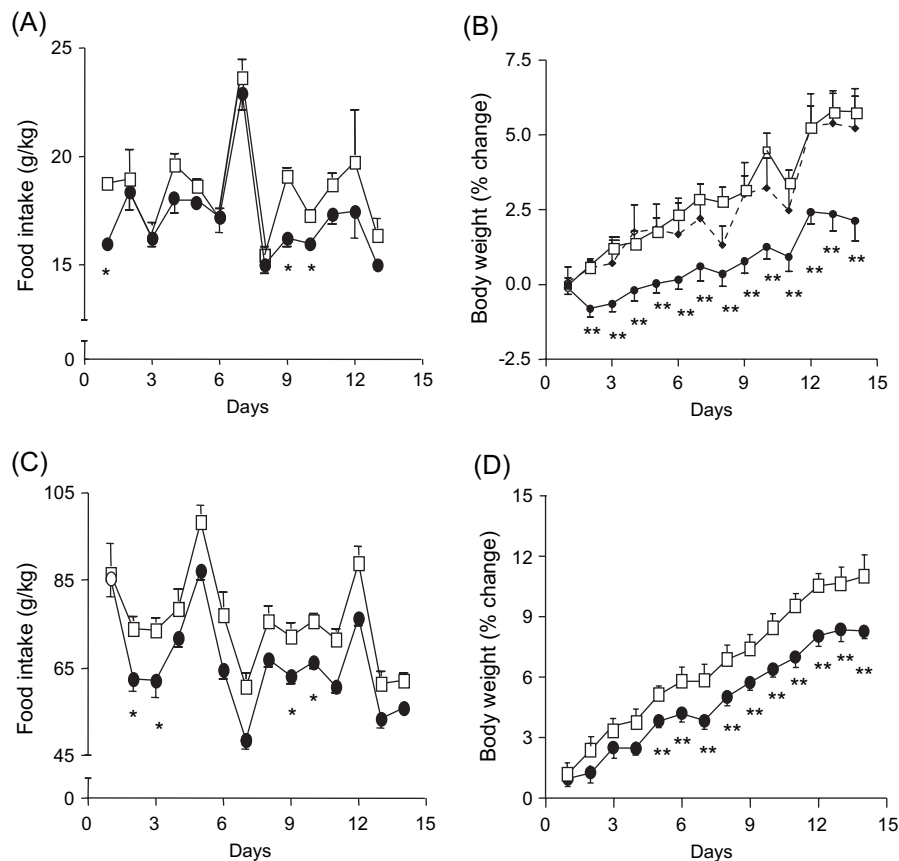 (A)
25
20
15
0
Food intake (g/kg)
* * *
0 3 6 9 12 15
Days
(B)
7.5
5.0
2.5
0.0
-2.5
Body weight (% change)
** ** ** ** ** ** ** ** ** ** ** ** **
0 3 6 9 12 15
Days
(C)
105
85
65
45
0
Food intake (g/kg)
* * * *
0 3 6 9 12 15
Days
(D)
15
12
9
6
3
0
Body weight (% change)
** ** ** ** ** ** ** ** ** **
0 3 6 9 12 15
Days